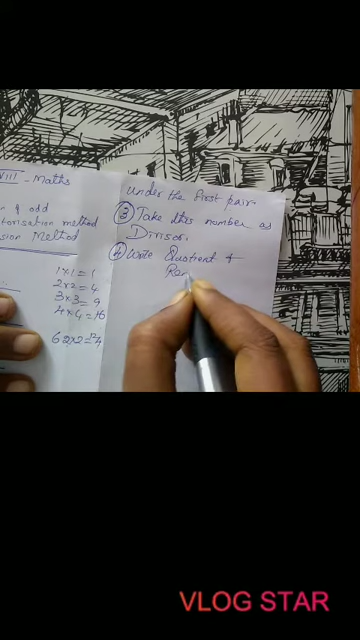 VIII - Maths
& odd
torisation method
sion Method
1 x 1 = 1
2 x 2 = 4
3 x 3 = 9
4 x 4 = 16
under the first pair.
③ Take this number as
Divisor.
④ Write Quotient &
VLOG STAR